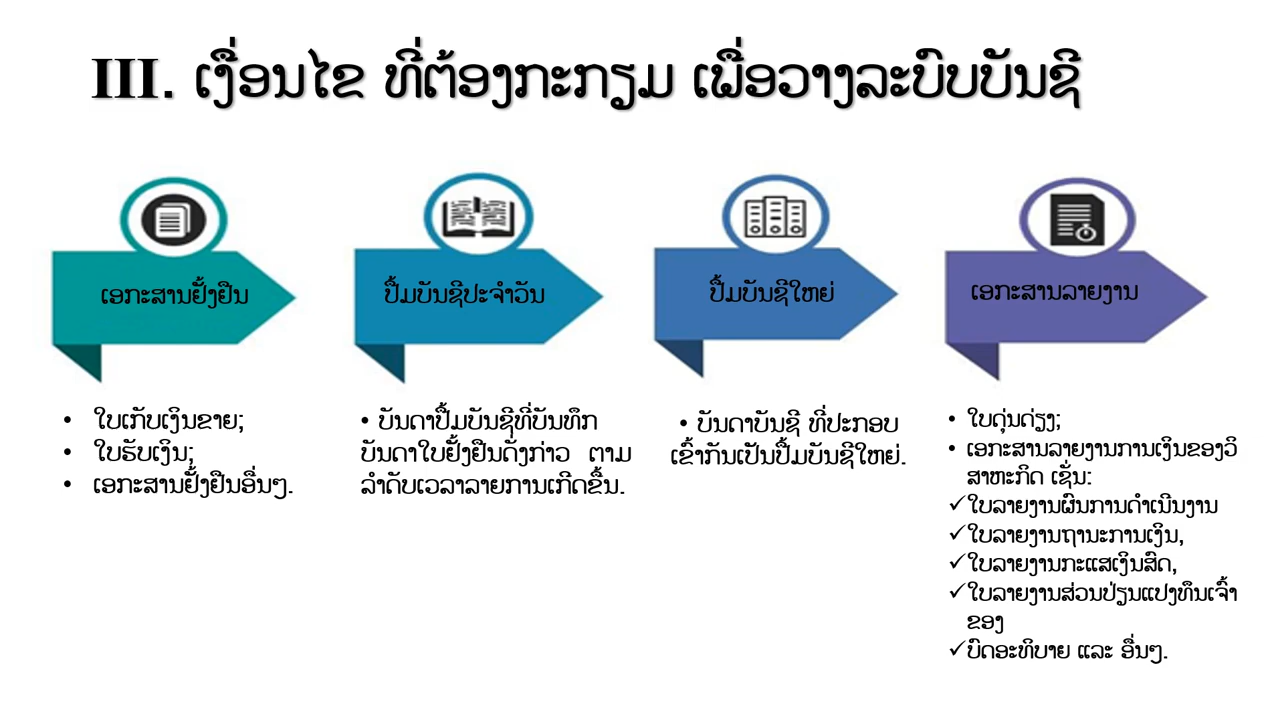 III. ເງື່ອນໄຂ ທີ່ຕ້ອງກະກຽມ ເພື່ອວາງລະບົບບັນຊີ
ເອກະສານຢັ້ງຢືນ
• ໃບເກັບເງິນຂາຍ;
• ໃບຮັບເງິນ;
• ເອກະສານຢັ້ງຢືນອື່ນໆ.
ປື້ມບັນຊີປະຈຳວັນ
• ບັນດາປື້ມບັນຊີທີ່ບັນທຶກ
ບັນດາໃບຢັ້ງຢືນດັ່ງກ່າວ ຕາມ
ລຳດັບເວລາລາຍການເກີດຂຶ້ນ.
ປຶ້ມບັນຊີໃຫຍ່
• ບັນດາບັນຊີ ທີ່ປະກອບ
ເຂົ້າກັນເປັນປຶ້ມບັນຊີໃຫຍ່.
ເອກະສານລາຍງານ
• ໃບດຸ່ນດ່ຽງ;
• ເອກະສານລາຍງານການເງິນຂອງວິ
ສາຫະກິດ ເຊັ່ນ:
✓ໃບລາຍງານຜົນການດຳເນີນງານ
✓ໃບລາຍງານຖານະການເງິນ,
✓ໃບລາຍງານກະແສເງິນສົດ,
✓ໃບລາຍງານສ່ວນປ່ຽນແປງທຶນເຈົ້າ
ຂອງ
✓ບົດອະທິບາຍ ແລະ ອື່ນໆ.